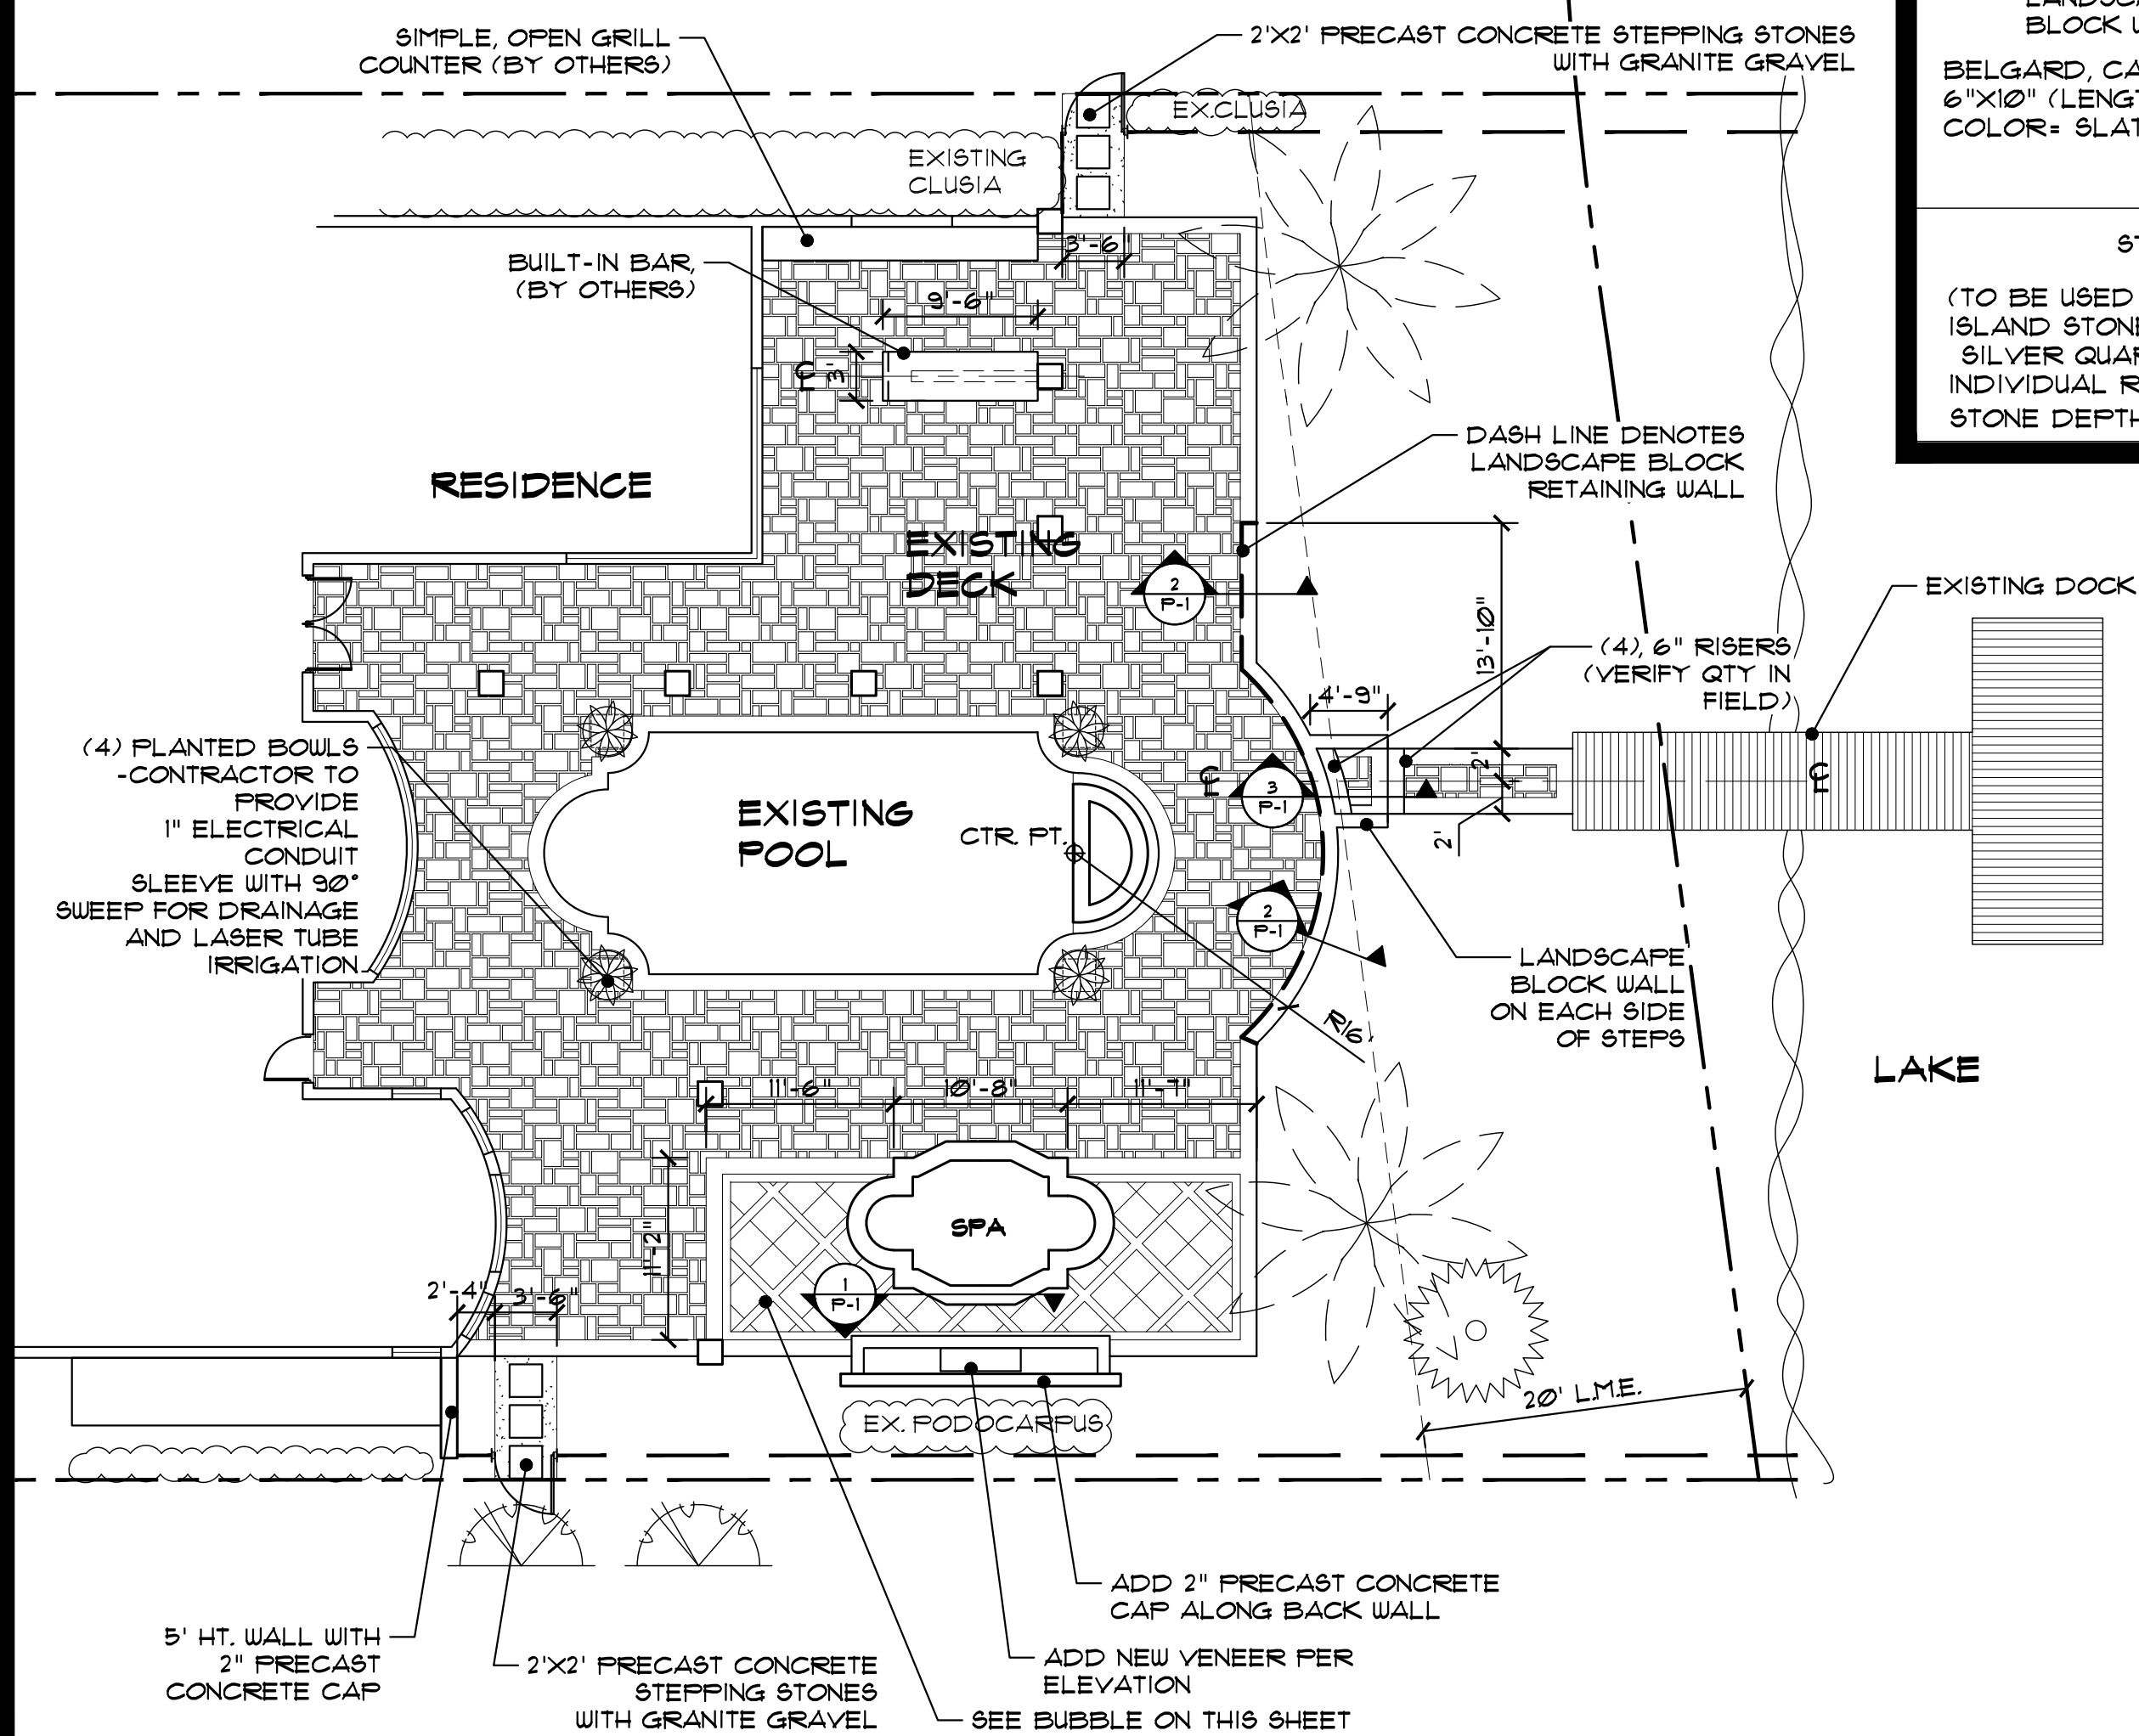 SIMPLE, OPEN GRILL
COUNTER (BY OTHERS)
2'X2' PRECAST CONCRETE STEPPING STONES
WITH GRANITE GRAVEL
BLOCK
BELGARD,
6"X10"
COLOR=
EX.CLUSIA
EXISTING
CLUSIA
3'-6"
BUILT-IN BAR,
(BY OTHERS)
9'-6"
CL
3'
(TO BE USED
ISLAND
SILVER
INDIVIDUAL
STONE
RESIDENCE
DASH LINE DENOTES
LANDSCAPE BLOCK
RETAINING WALL
EXISTING
DECK
2
P-1
13'-10"
EXISTING DOCK
(4), 6" RISERS
(VERIFY QTY IN
FIELD)
4'-9"
(4) PLANTED BOWLS
-CONTRACTOR TO
PROVIDE
1" ELECTRICAL
CONDUIT
SLEEVE WITH 90°
SWEEP FOR DRAINAGE
AND LASER TUBE
IRRIGATION
EXISTING
POOL
CTR. PT.
CL
3
P-1
2'
2'
CL
2
P-1
LANDSCAPE
BLOCK WALL
ON EACH SIDE
OF STEPS
R16'
LAKE
11'-6"
10'-8"
11'-7"
11'-2"
SPA
1
P-1
2'-4"
3'-6"
20' L.M.E.
EX. PODOCARPUS
ADD 2" PRECAST CONCRETE
CAP ALONG BACK WALL
5' HT. WALL WITH
2" PRECAST
CONCRETE CAP
2'X2' PRECAST CONCRETE
STEPPING STONES
WITH GRANITE GRAVEL
ADD NEW VENEER PER
ELEVATION
SEE BUBBLE ON THIS SHEET